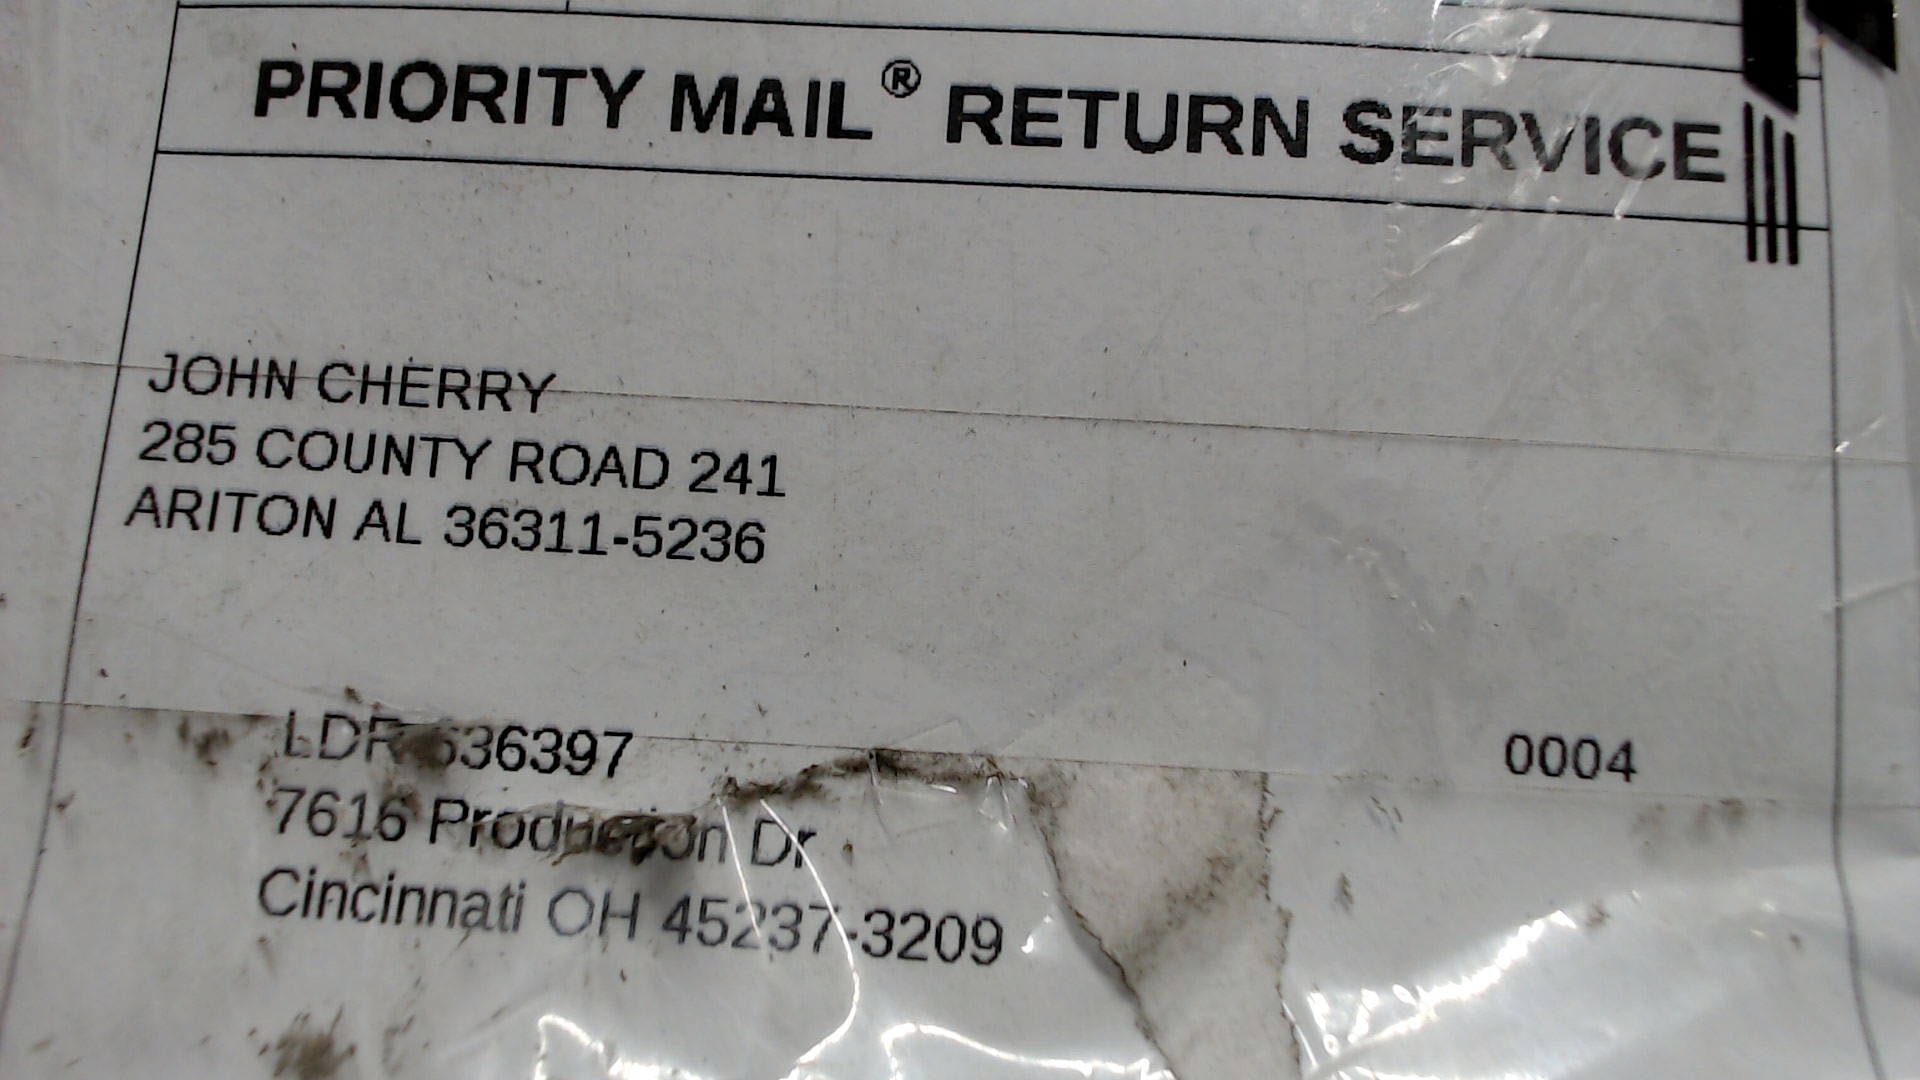 PRIORITY MAIL® RETURN SERVICE
JOHN CHERRY
285 COUNTY ROAD 241
ARITON AL 36311-5236
0004
7616 Production Dr
Cincinnati OH 45237-3209